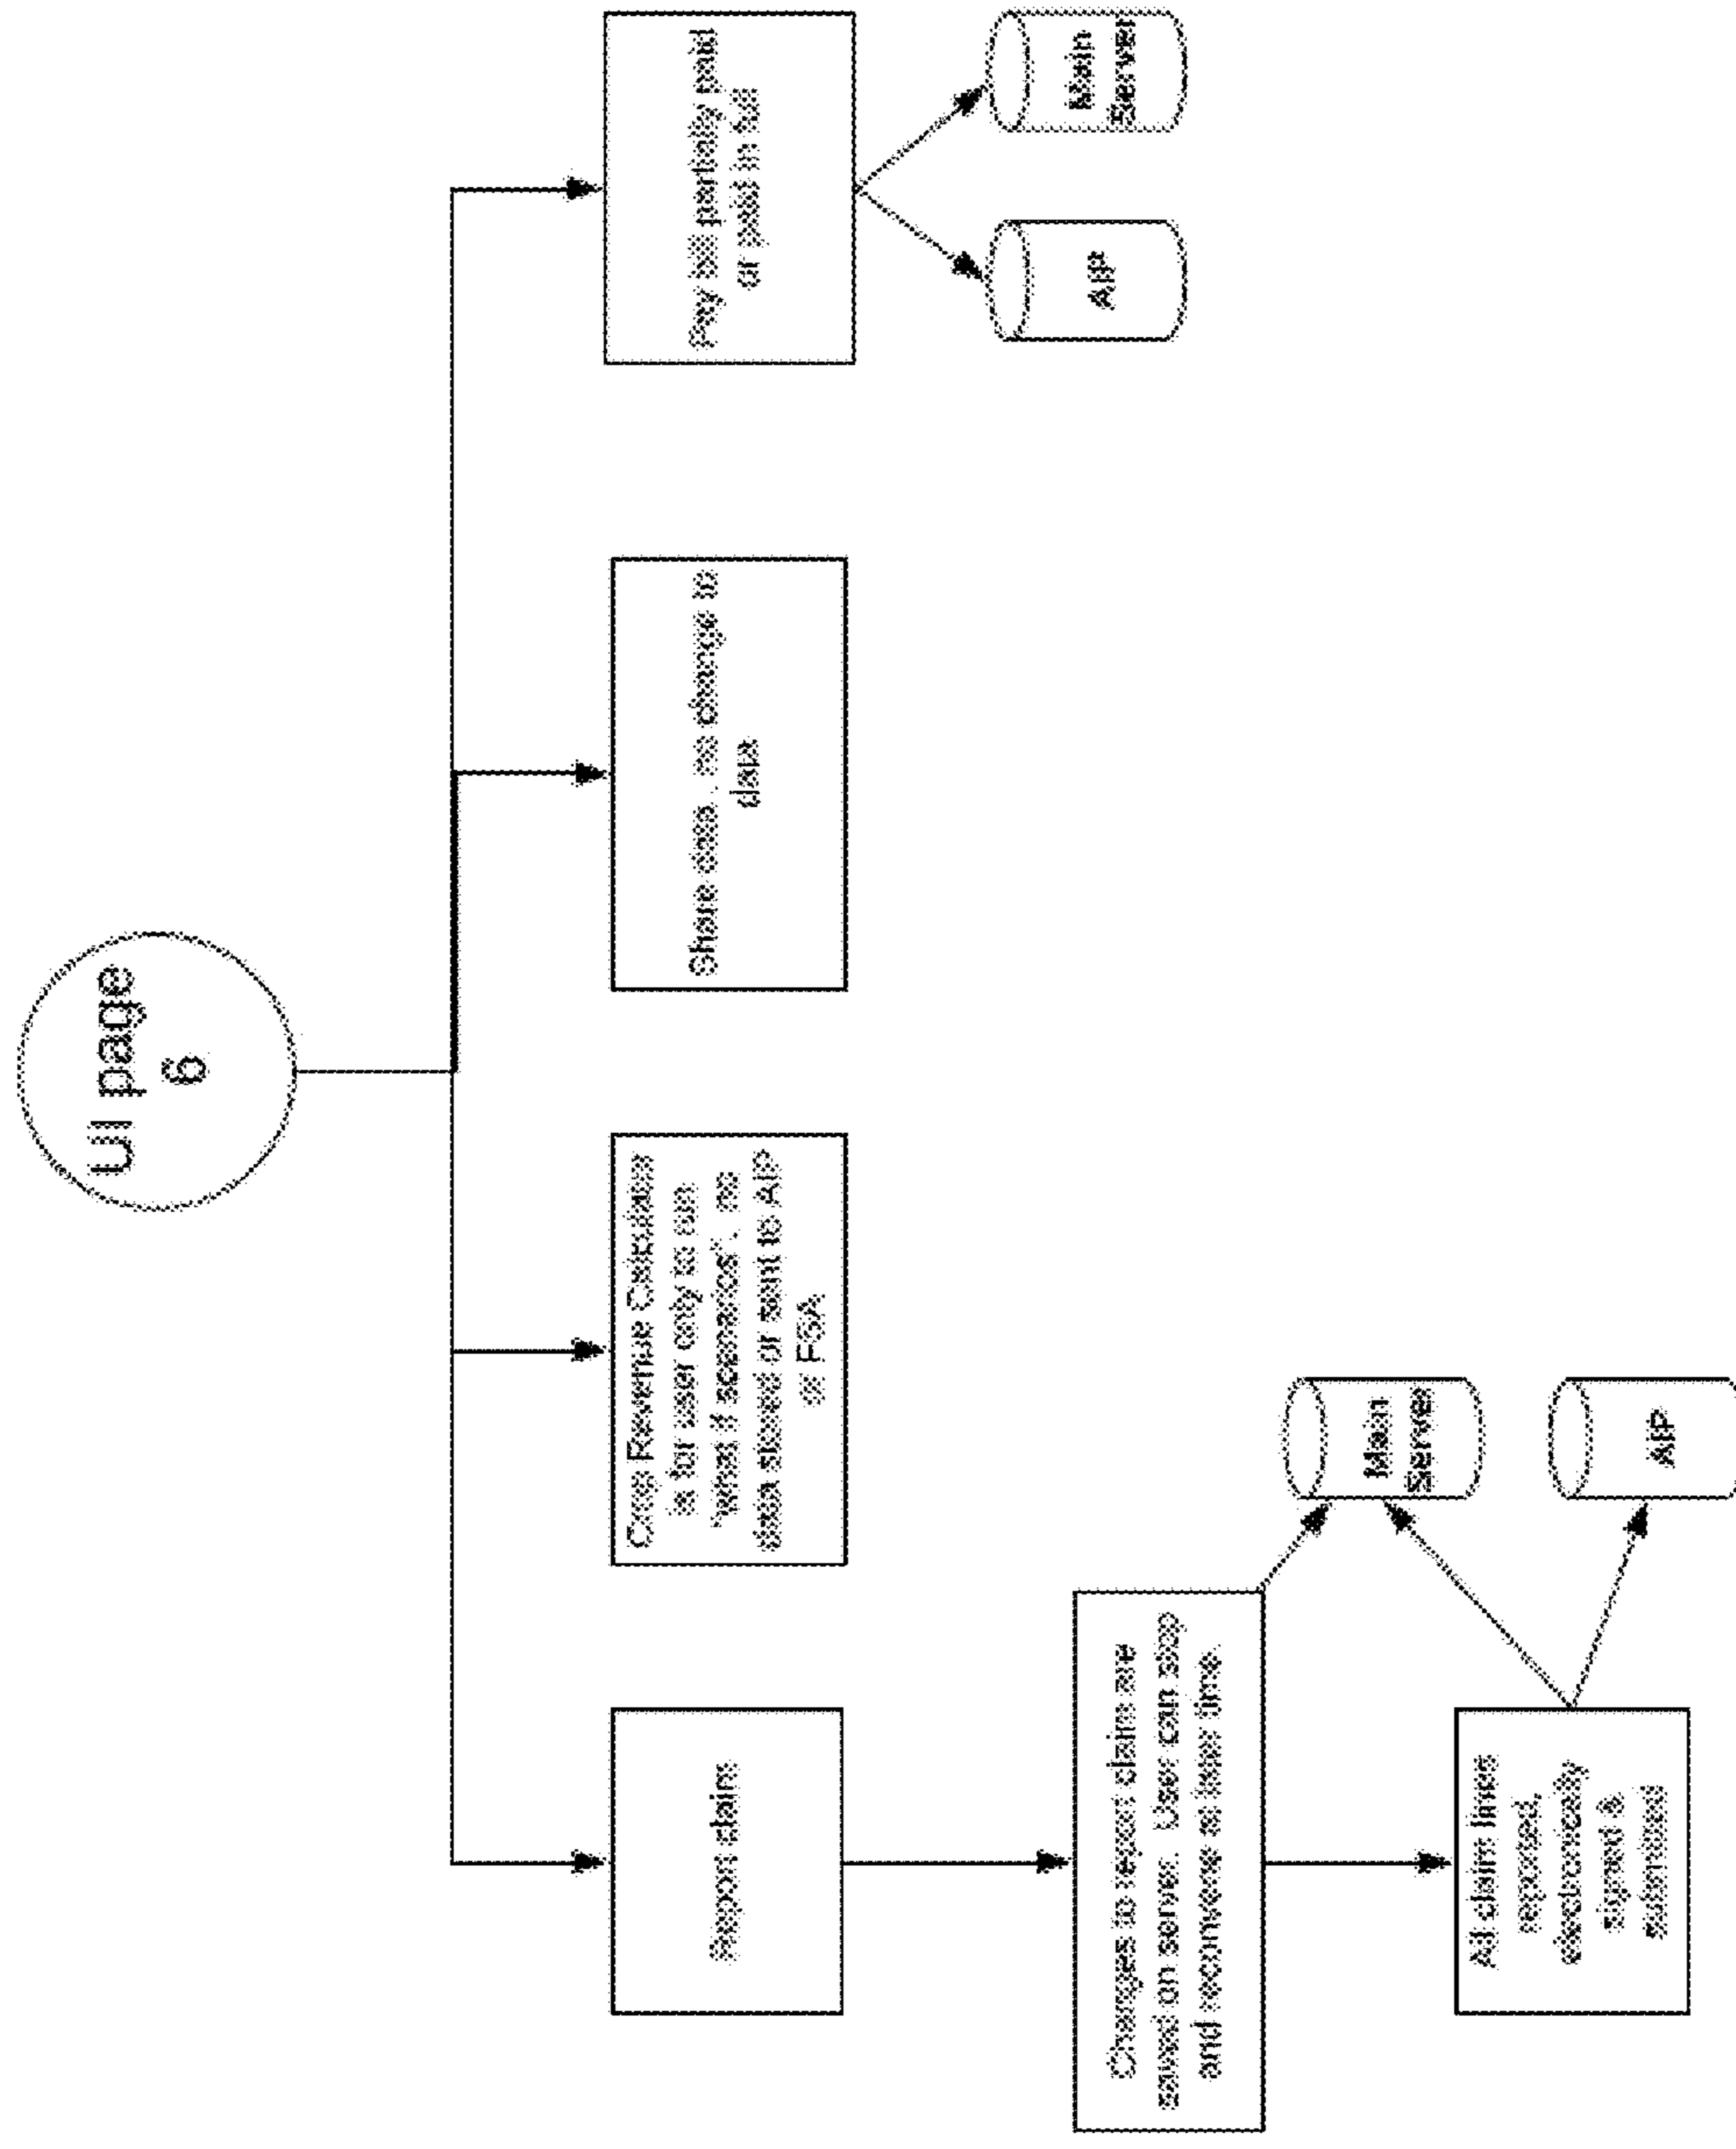 UI page
6
Report claim
Crop Revenue Calculator
is for user only to run
"what if scenarios", no
data stored or sent to AIP
or FSA
Share data, no change to
data
Pay bill partially paid
or paid in full
AIP
Main
Server
Changes to report claim are
saved on server. User can stop
and reconvene at later time.
Main
Server
All claim lines
reported,
electronically
signed &
submitted
AIP